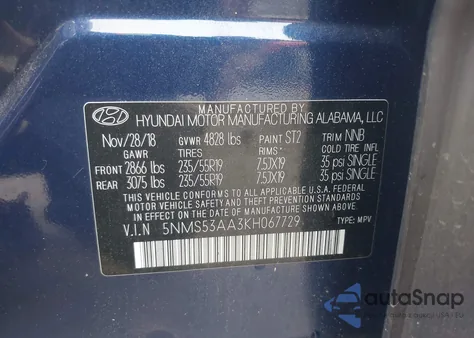 MANUFACTURED BY
HYUNDAI MOTOR MANUFACTURING ALABAMA, LLC
Nov/28/18 GVWR 4828 lbs PAINT ST2 TRIM NNB
GAWR TIRES RIMS COLD TIRE INFL
FRONT 2866 lbs 235/55R19 7.5JX19 35 psi SINGLE
REAR 3075 lbs 235/55R19 7.5JX19 35 psi SINGLE
THIS VEHICLE CONFORMS TO ALL APPLICABLE U.S. FEDERAL
MOTOR VEHICLE SAFETY, BUMPER, AND THEFT PREVENTION
STANDARDS IN EFFECT ON THE DATE OF
MANUFACTURE SHOWN ABOVE.
V.I.N 5NMS53AA3KH067729 TYPE: MPV
autoSnap